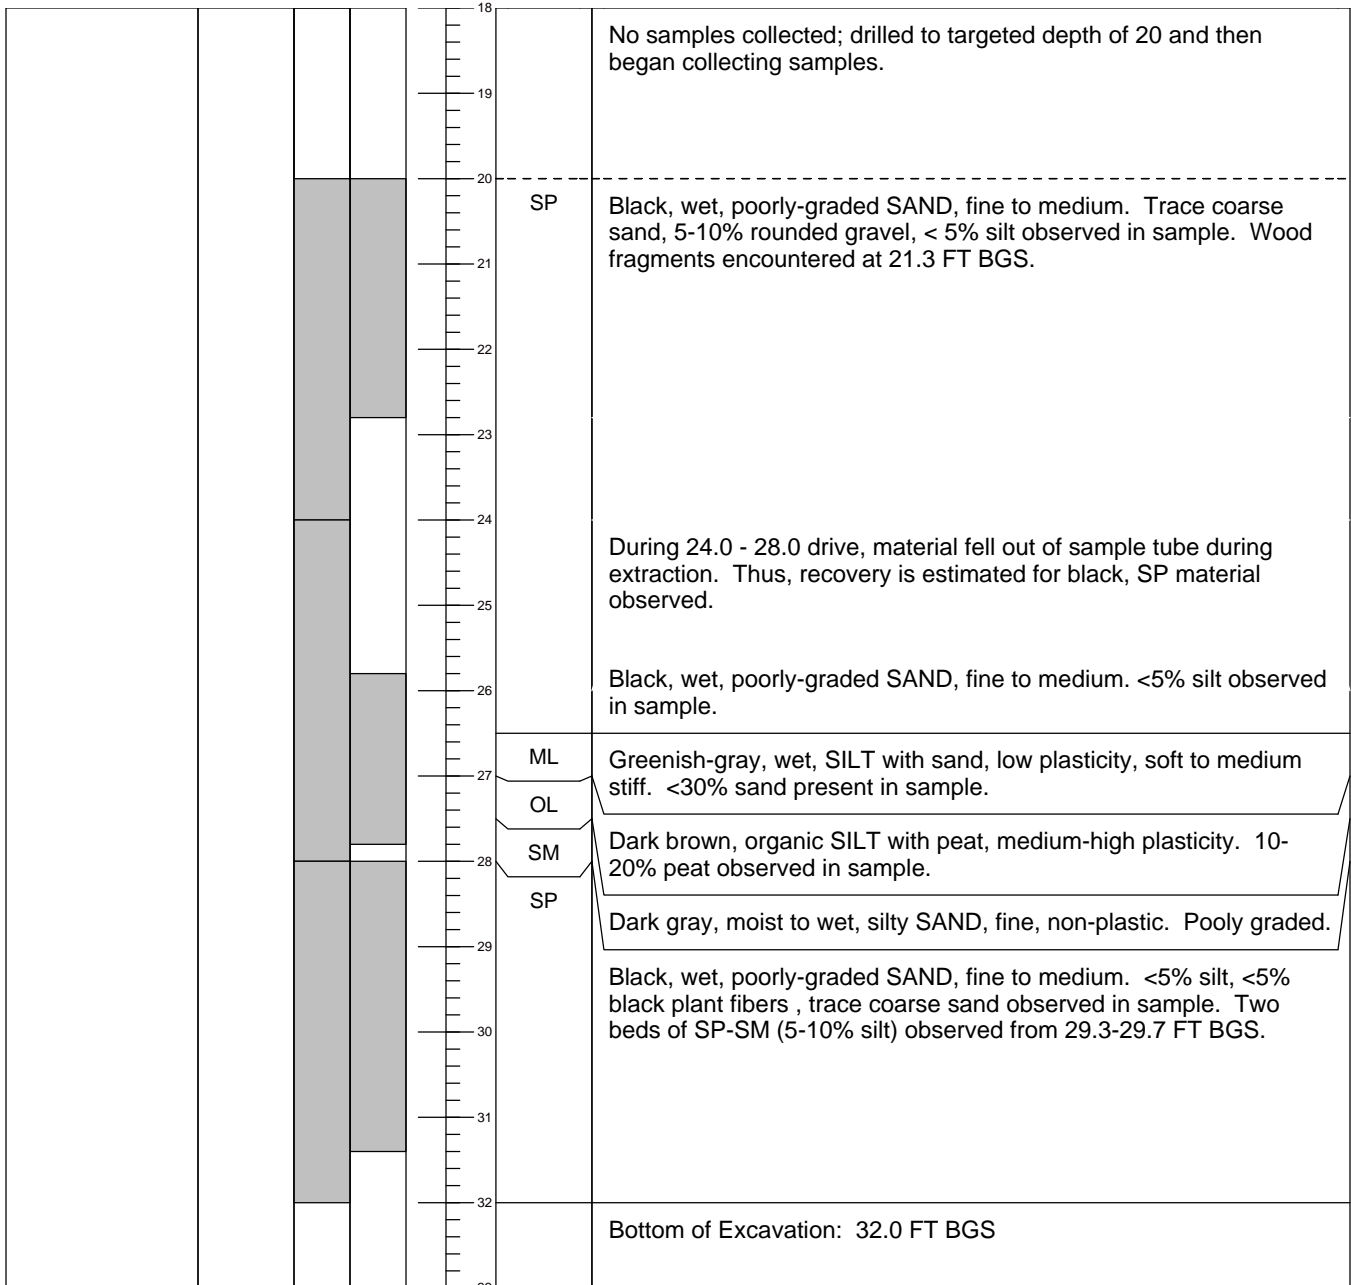 18
No samples collected; drilled to targeted depth of 20 and then
began collecting samples.
19
20
SP
Black, wet, poorly-graded SAND, fine to medium. Trace coarse
sand, 5-10% rounded gravel, < 5% silt observed in sample. Wood
fragments encountered at 21.3 FT BGS.
21
22
23
24
During 24.0 - 28.0 drive, material fell out of sample tube during
extraction. Thus, recovery is estimated for black, SP material
observed.
25
Black, wet, poorly-graded SAND, fine to medium. <5% silt observed
in sample.
26
ML
Greenish-gray, wet, SILT with sand, low plasticity, soft to medium
stiff. <30% sand present in sample.
27
OL
Dark brown, organic SILT with peat, medium-high plasticity. 10-
20% peat observed in sample.
SM
28
SP
Dark gray, moist to wet, silty SAND, fine, non-plastic. Pooly graded.
29
Black, wet, poorly-graded SAND, fine to medium. <5% silt, <5%
black plant fibers , trace coarse sand observed in sample. Two
beds of SP-SM (5-10% silt) observed from 29.3-29.7 FT BGS.
30
31
32
Bottom of Excavation: 32.0 FT BGS